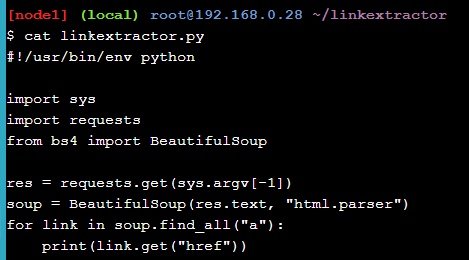 [node1] (local) root@192.168.0.28 ~/linkextractor
$ cat linkextractor.py
#!/usr/bin/env python

import sys
import requests
from bs4 import BeautifulSoup

res = requests.get(sys.argv[-1])
soup = BeautifulSoup(res.text, "html.parser")
for link in soup.find_all("a"):
    print(link.get("href"))